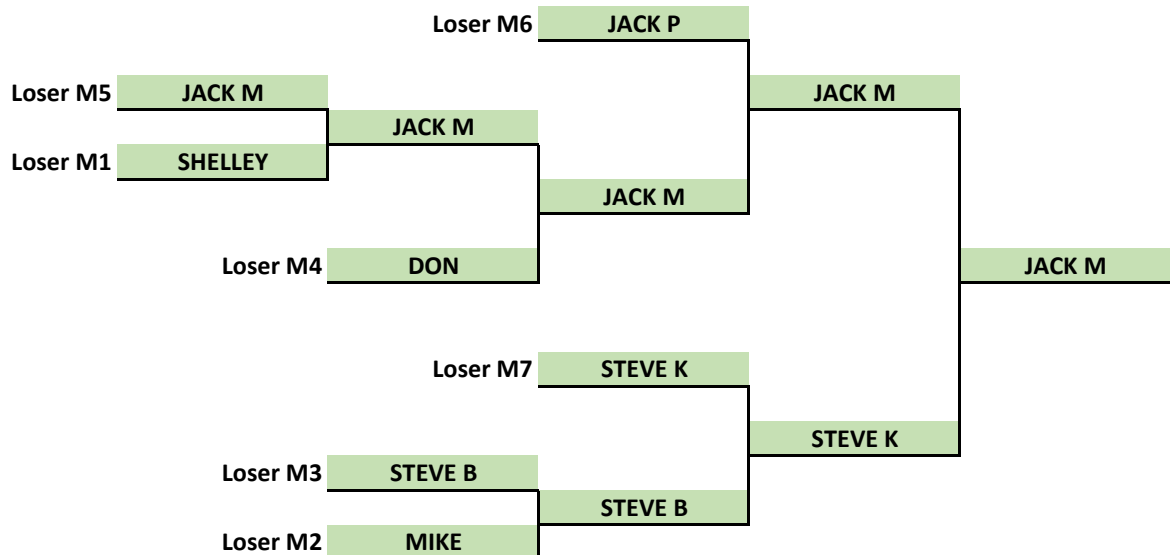 Loser M6 JACK P
Loser M5 JACK M JACK M
JACK M
Loser M1 SHELLEY
JACK M
Loser M4 DON JACK M
Loser M7 STEVE K
STEVE K
Loser M3 STEVE B
STEVE B
Loser M2 MIKE